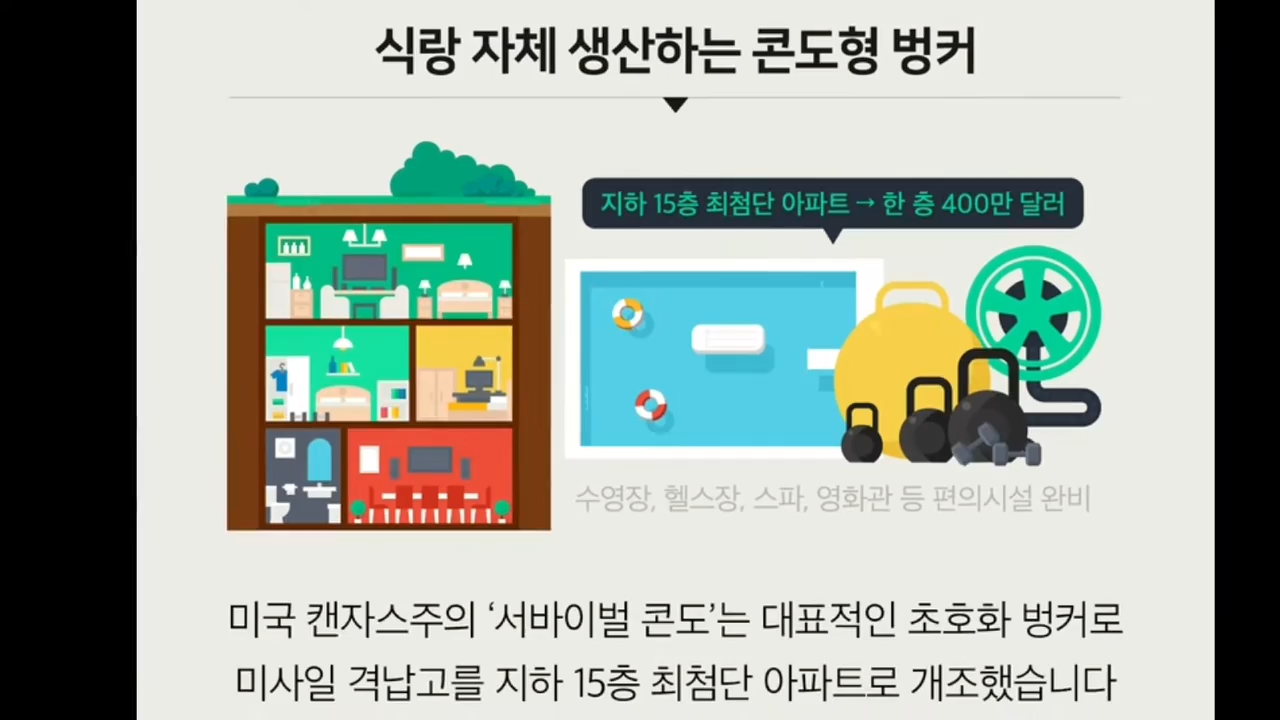 식랑 자체 생산하는 콘도형 벙커
지하 15층 최첨단 아파트 → 한 층 400만 달러
수영장, 헬스장, 스파, 영화관 등 편의시설 완비
미국 캔자스주의 ‘서바이벌 콘도’는 대표적인 초호화 벙커로
미사일 격납고를 지하 15층 최첨단 아파트로 개조했습니다